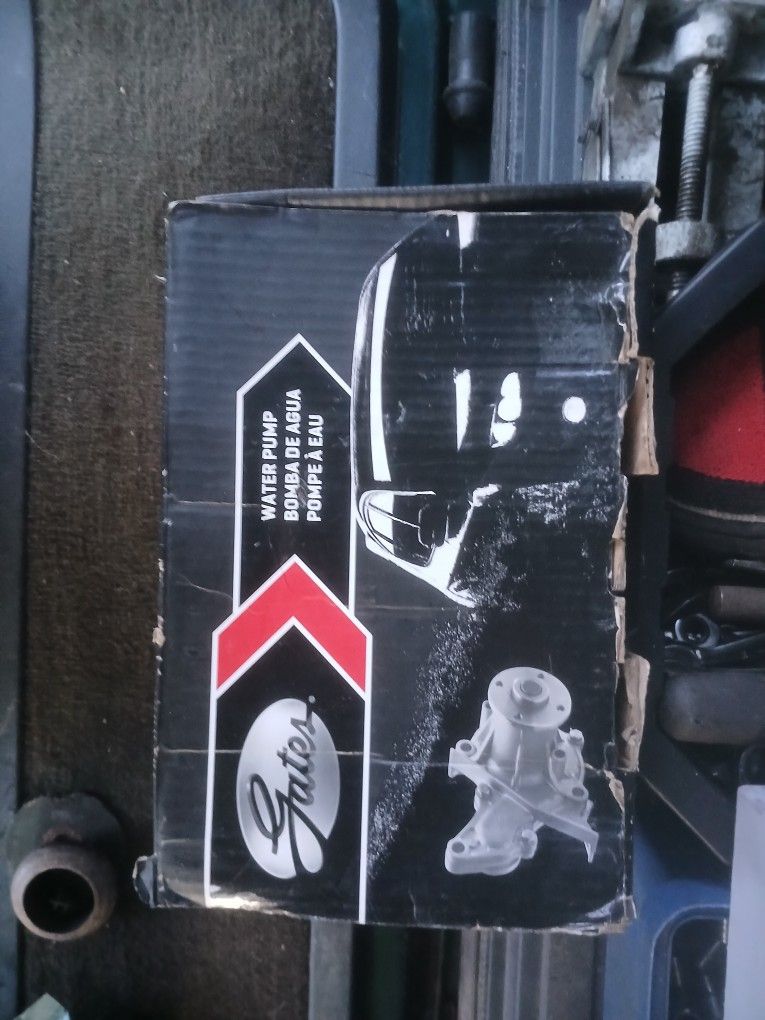 Gates.
WATER PUMP
BOMBA DE AGUA
POMPE À EAU